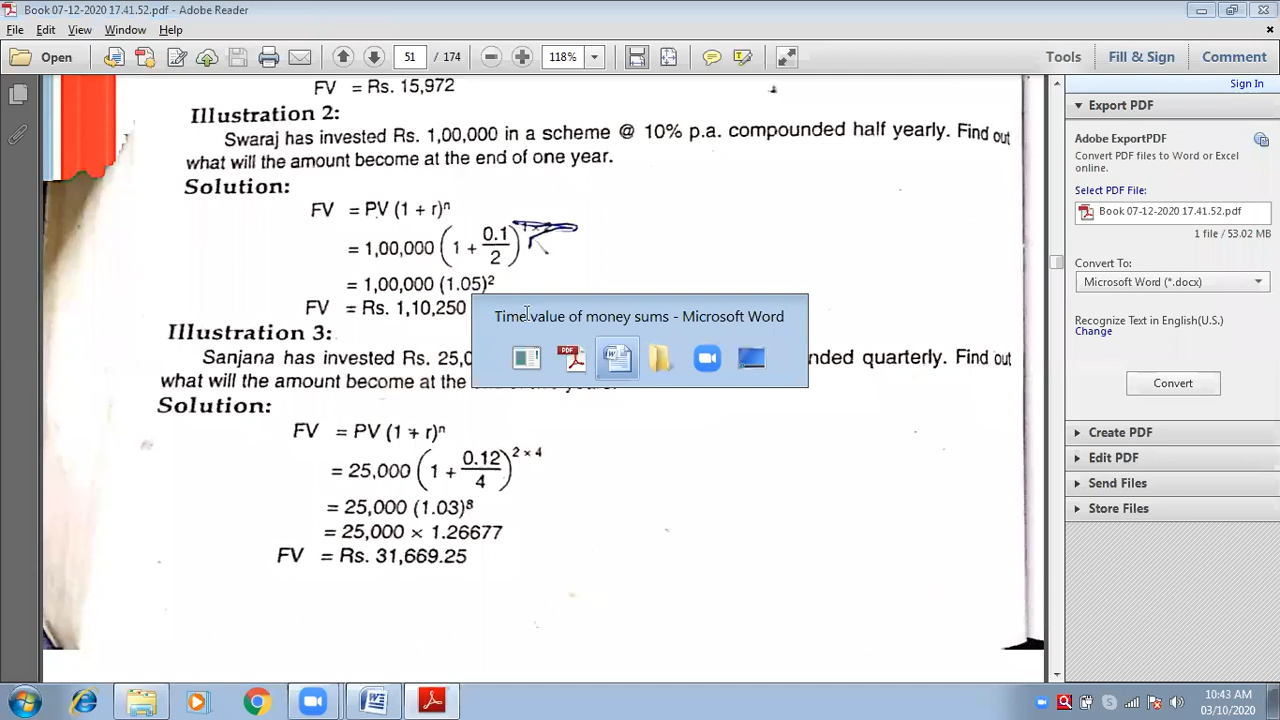 Book 07-12-2020 17.41.52.pdf - Adobe Reader
File Edit View Window Help
Open 51 / 174 118% Tools Fill & Sign Comment
Sign In
FV = Rs. 15,972
Illustration 2:
Swaraj has invested Rs. 1,00,000 in a scheme @ 10% p.a. compounded half yearly. Find out
what will the amount become at the end of one year.
Solution:
FV = PV (1 + r)ⁿ
= 1,00,000 (1 + 0.1/2)
= 1,00,000 (1.05)²
FV = Rs. 1,10,250
Illustration 3:
Sanjana has invested Rs. 25,0 nded quarterly. Find out
what will the amount become at the
Solution:
FV = PV (1 + r)ⁿ
= 25,000 (1 + 0.12/4)²ˣ⁴
= 25,000 (1.03)⁸
= 25,000 × 1.26677
FV = Rs. 31,669.25
Time value of money sums - Microsoft Word
Export PDF
Adobe ExportPDF
Convert PDF files to Word or Excel
online.
Select PDF File:
Book 07-12-2020 17.41.52.pdf
1 file / 53.02 MB
Convert To:
Microsoft Word (*.docx)
Recognize Text in English(U.S.)
Change
Convert
Create PDF
Edit PDF
Send Files
Store Files
10:43 AM
03/10/2020